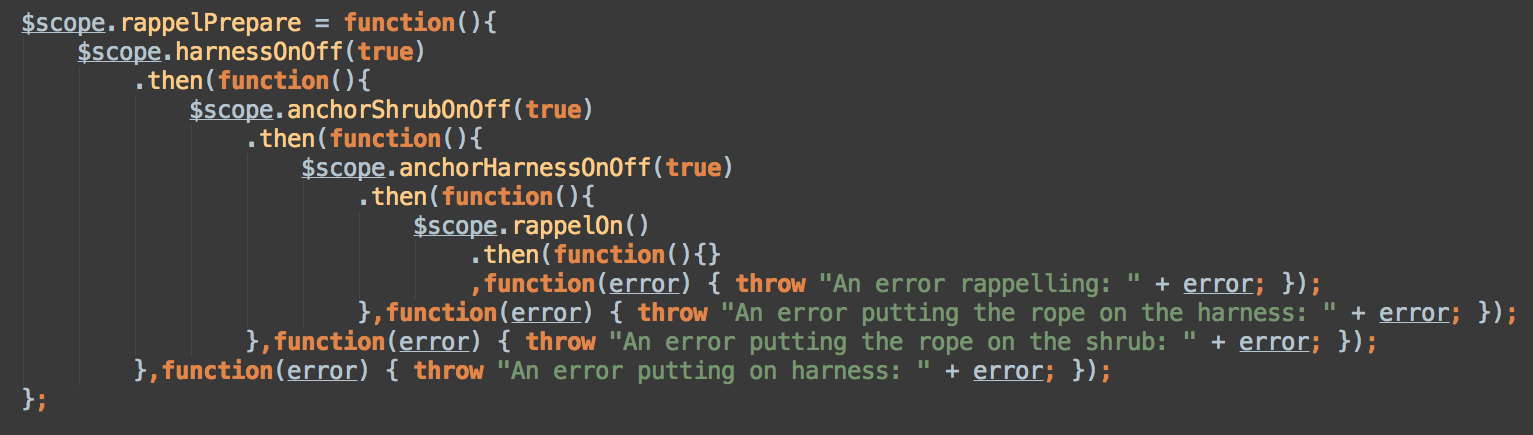 $scope.rappelPrepare = function(){
    $scope.harnessOnOff(true)
        .then(function(){
            $scope.anchorShrubOnOff(true)
                .then(function(){
                    $scope.anchorHarnessOnOff(true)
                        .then(function(){
                            $scope.rappelOn()
                                .then(function(){}
                                ,function(error) { throw "An error rappelling: " + error; });
                        },function(error) { throw "An error putting the rope on the harness: " + error; });
                },function(error) { throw "An error putting the rope on the shrub: " + error; });
        },function(error) { throw "An error putting on harness: " + error; });
};